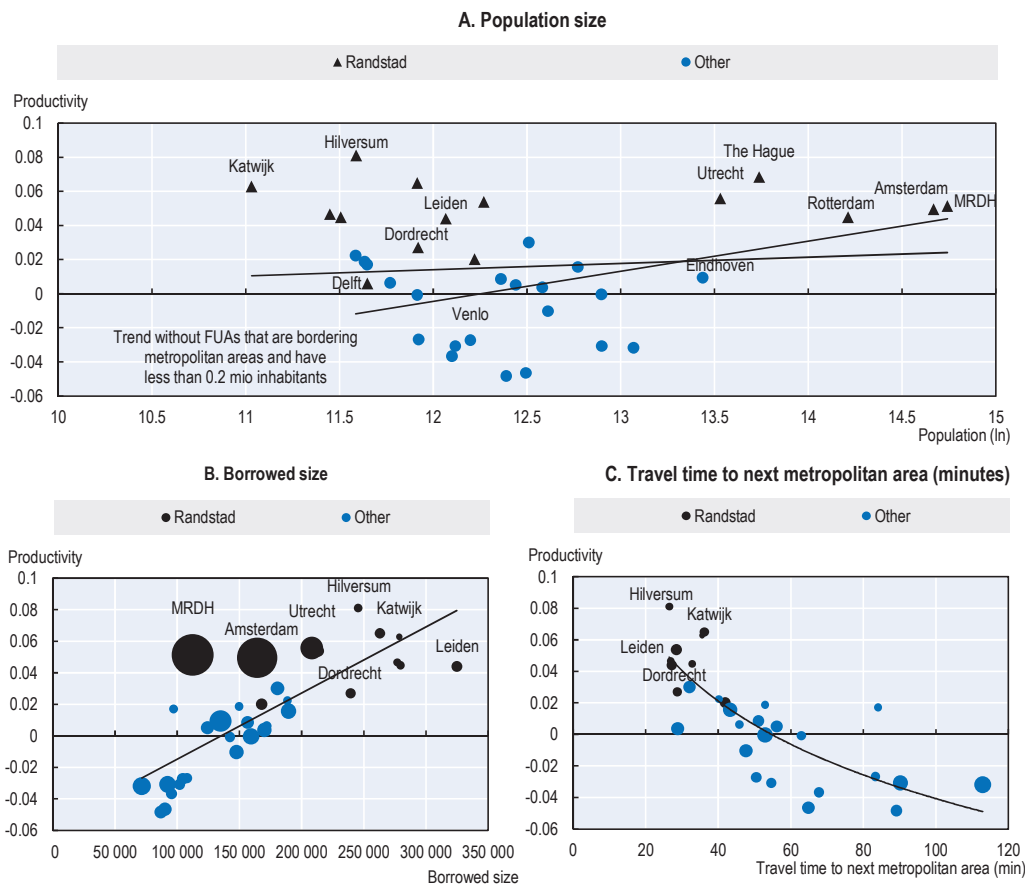 A. Population size
Randstad
Other
Productivity
0.1
0.08
0.06
0.04
0.02
0
-0.02
-0.04
-0.06
Hilversum
Katwijk
The Hague
Utrecht
Amsterdam
Leiden
MRDH
Rotterdam
Dordrecht
Eindhoven
Delft
Venlo
Trend without FUAs that are bordering
metropolitan areas and have
less than 0.2 mio inhabitants
10
10.5
11
11.5
12
12.5
13
13.5
14
14.5
15
Population (ln)
B. Borrowed size
Randstad
Other
Productivity
0.1
0.08
0.06
0.04
0.02
0
-0.02
-0.04
-0.06
Hilversum
MRDH
Utrecht
Katwijk
Amsterdam
Leiden
Dordrecht
0
50 000
100 000
150 000
200 000
250 000
300 000
350 000
Borrowed size
C. Travel time to next metropolitan area (minutes)
Randstad
Other
Productivity
0.1
0.08
0.06
0.04
0.02
0
-0.02
-0.04
-0.06
Hilversum
Katwijk
Leiden
Dordrecht
0
20
40
60
80
100
120
Travel time to next metropolitan area (min)